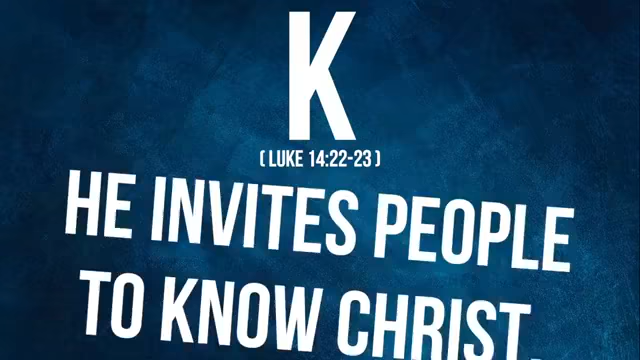 K
( LUKE 14:22-23 )
HE INVITES PEOPLE
TO KNOW CHRIST.